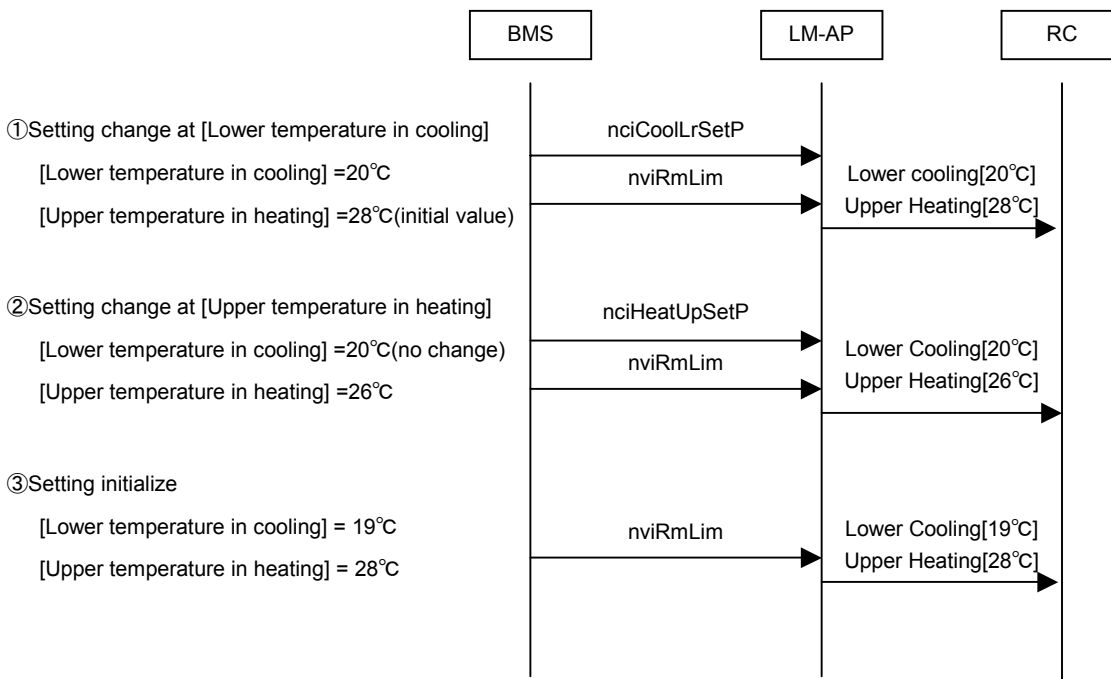 BMS
LM-AP
RC
①Setting change at [Lower temperature in cooling]
[Lower temperature in cooling] =20℃
[Upper temperature in heating] =28℃(initial value)
nciCoolLrSetP
nviRmLim
Lower cooling[20℃]
Upper Heating[28℃]
②Setting change at [Upper temperature in heating]
[Lower temperature in cooling] =20℃(no change)
[Upper temperature in heating] =26℃
nciHeatUpSetP
nviRmLim
Lower Cooling[20℃]
Upper Heating[26℃]
③Setting initialize
[Lower temperature in cooling] = 19℃
[Upper temperature in heating] = 28℃
nviRmLim
Lower Cooling[19℃]
Upper Heating[28℃]